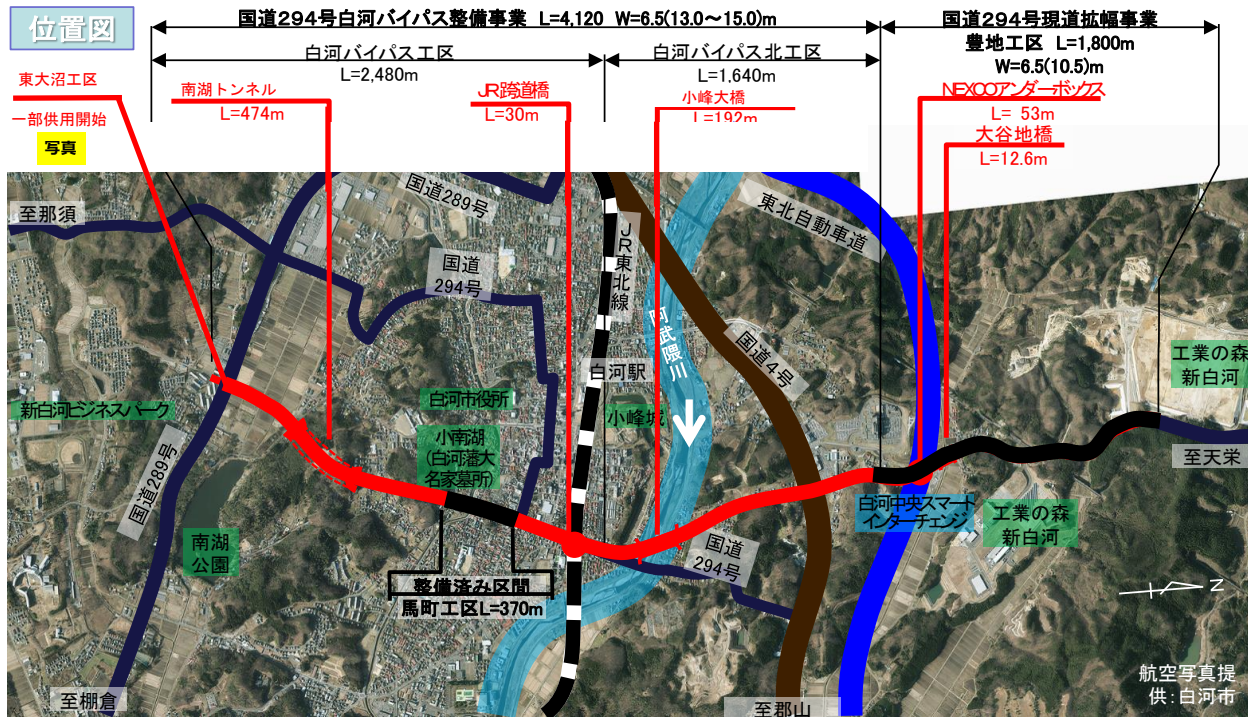 位置図
国道294号白河バイパス整備事業 L=4,120 W=6.5(13.0～15.0)m
国道294号現道拡幅事業
豊地工区 L=1,800m
W=6.5(10.5)m
白河バイパス工区
L=2,480m
白河バイパス北工区
L=1,640m
東大沼工区
一部供用開始
写真
南湖トンネル
L=474m
JR跨道橋
L=30m
小峰大橋
L=192m
NEXCOアンダーボックス
L= 53m
大谷地橋
L=12.6m
至那須
国道289号
国道
294号
JR東北線
阿武隈川
東北自動車道
国道4号
白河駅
小峰城
工業の森
新白河
新白河ビジネスパーク
白河市役所
小南湖
(白河藩大
名家墓所)
国道289号
至天栄
白河中央スマート
インターチェンジ
工業の森
新白河
南湖
公園
国道
294号
整備済み区間
馬町工区L=370m
N
至棚倉
至郡山
航空写真提
供:白河市